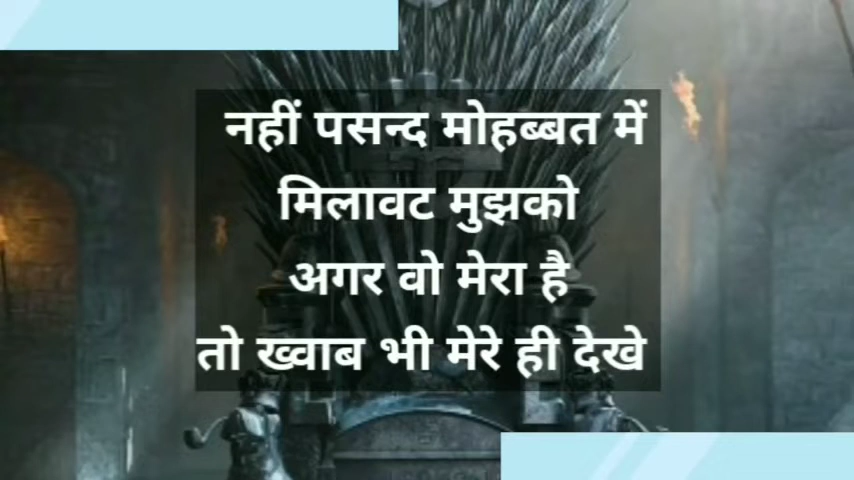 नहीं पसन्द मोहब्बत में
मिलावट मुझको
अगर वो मेरा है
तो ख्वाब भी मेरे ही देखे